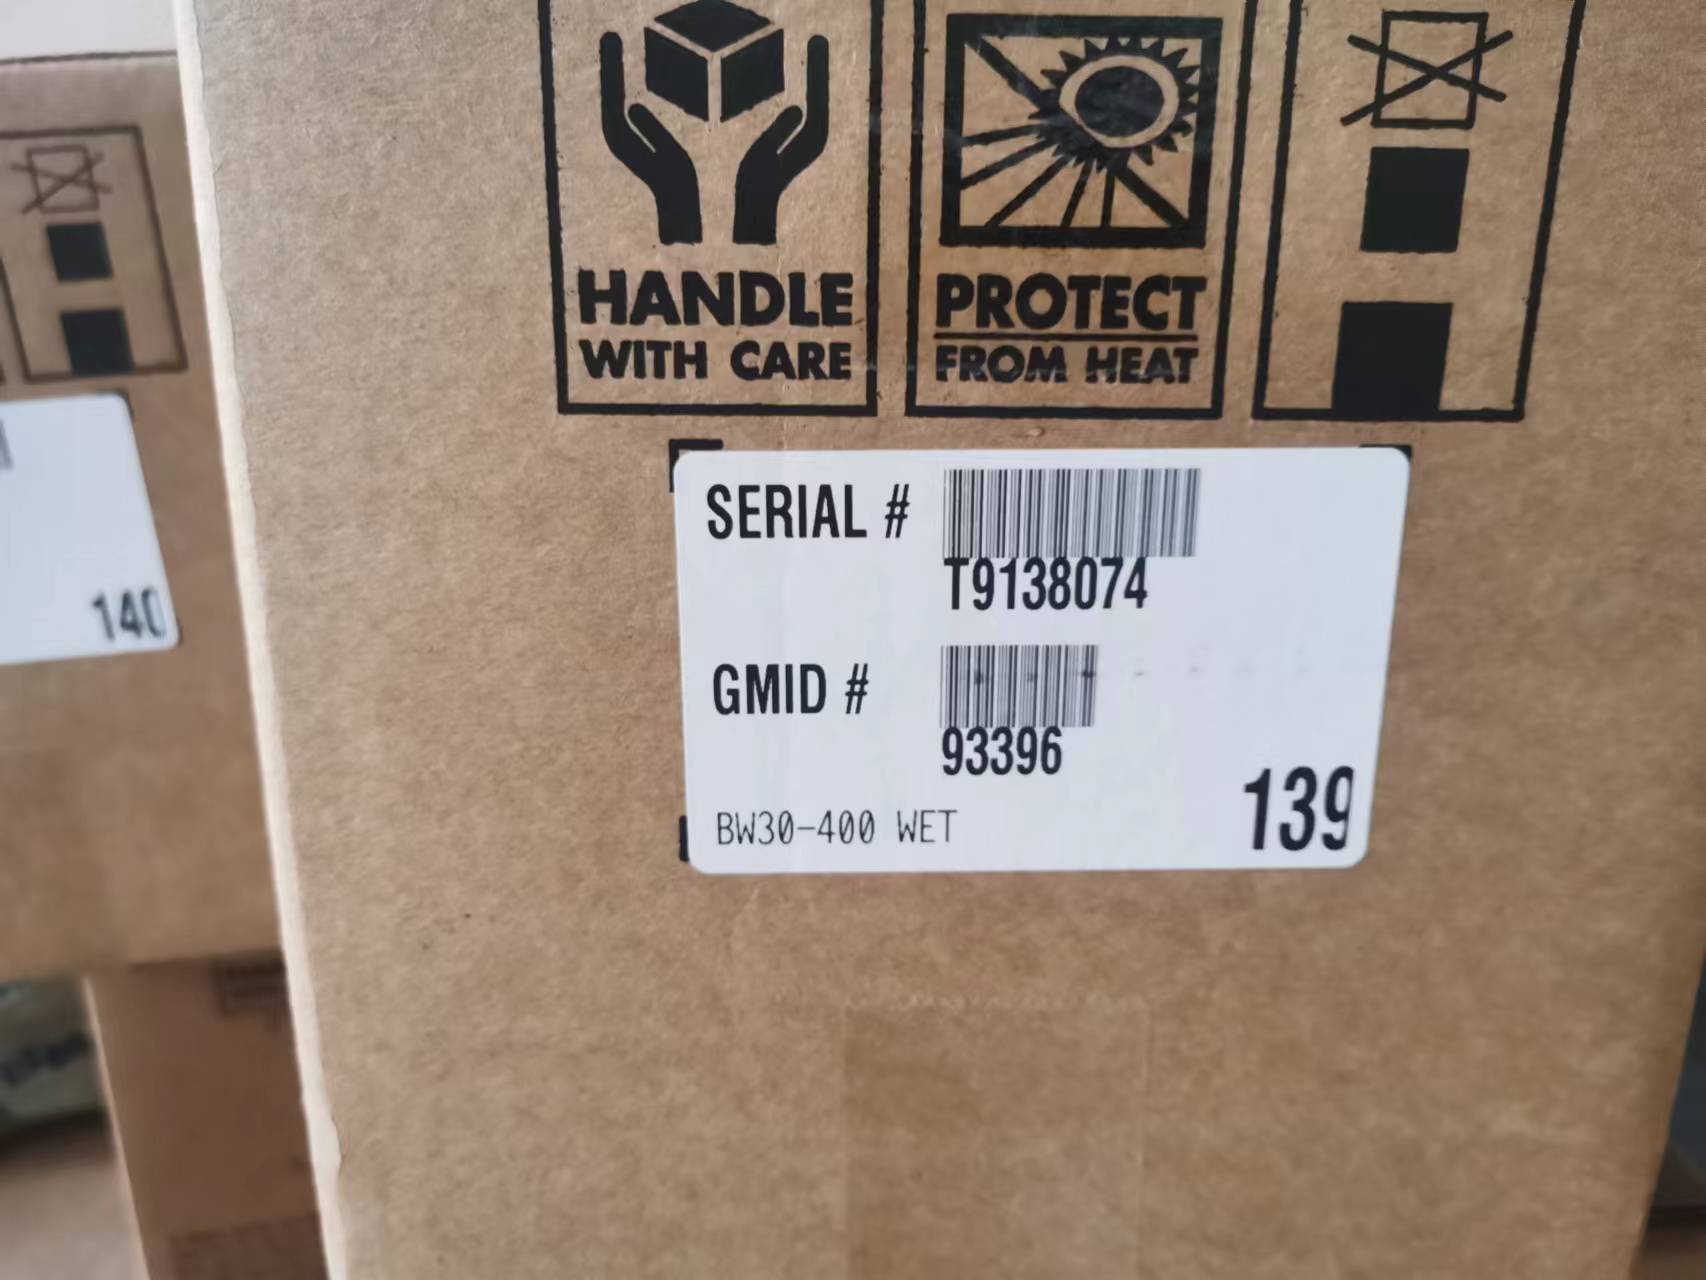 HANDLE
WITH CARE
PROTECT
FROM HEAT
SERIAL #
T9138074
GMID #
93396
BW30-400 WET
139
140